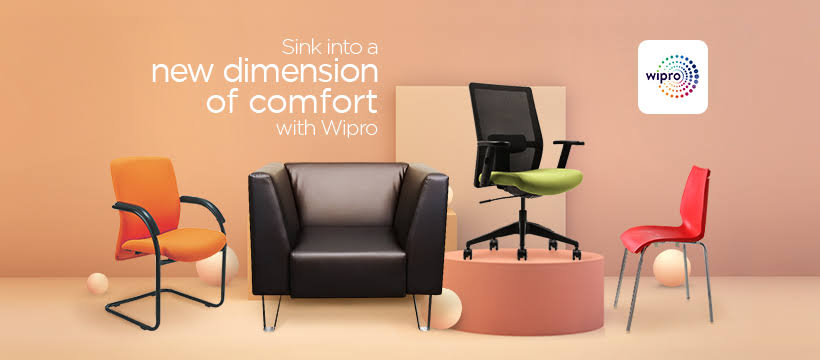 Sink into a
new dimension
of comfort
with Wipro
wipro